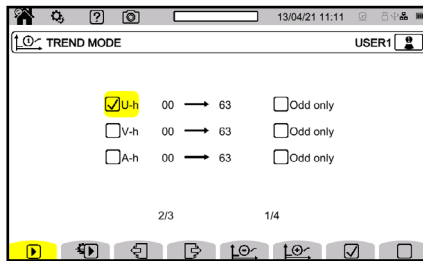 ? 13/04/21 11:11
1 TREND MODE USER1
U-h 00 → 63 Odd only
V-h 00 → 63 Odd only
A-h 00 → 63 Odd only
2/3 1/4